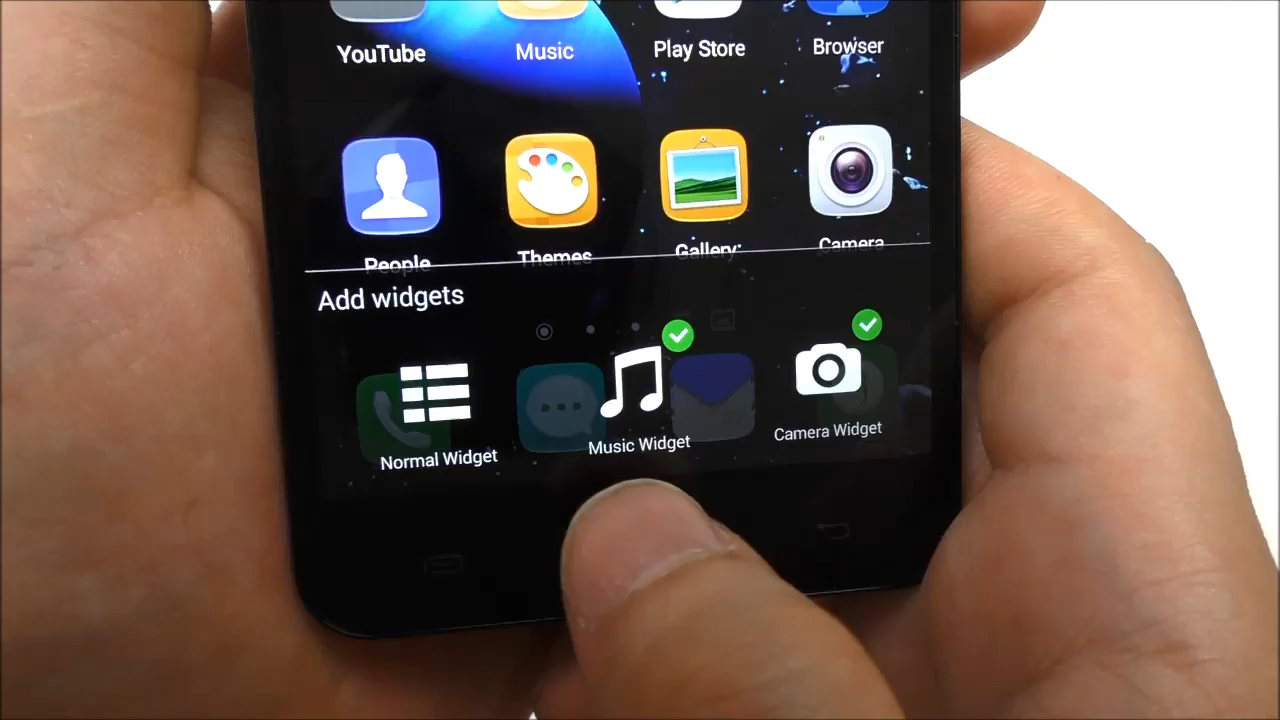 YouTube
Music
Play Store
Browser
People
Themes
Gallery
Camera
Add widgets
Normal Widget
Music Widget
Camera Widget